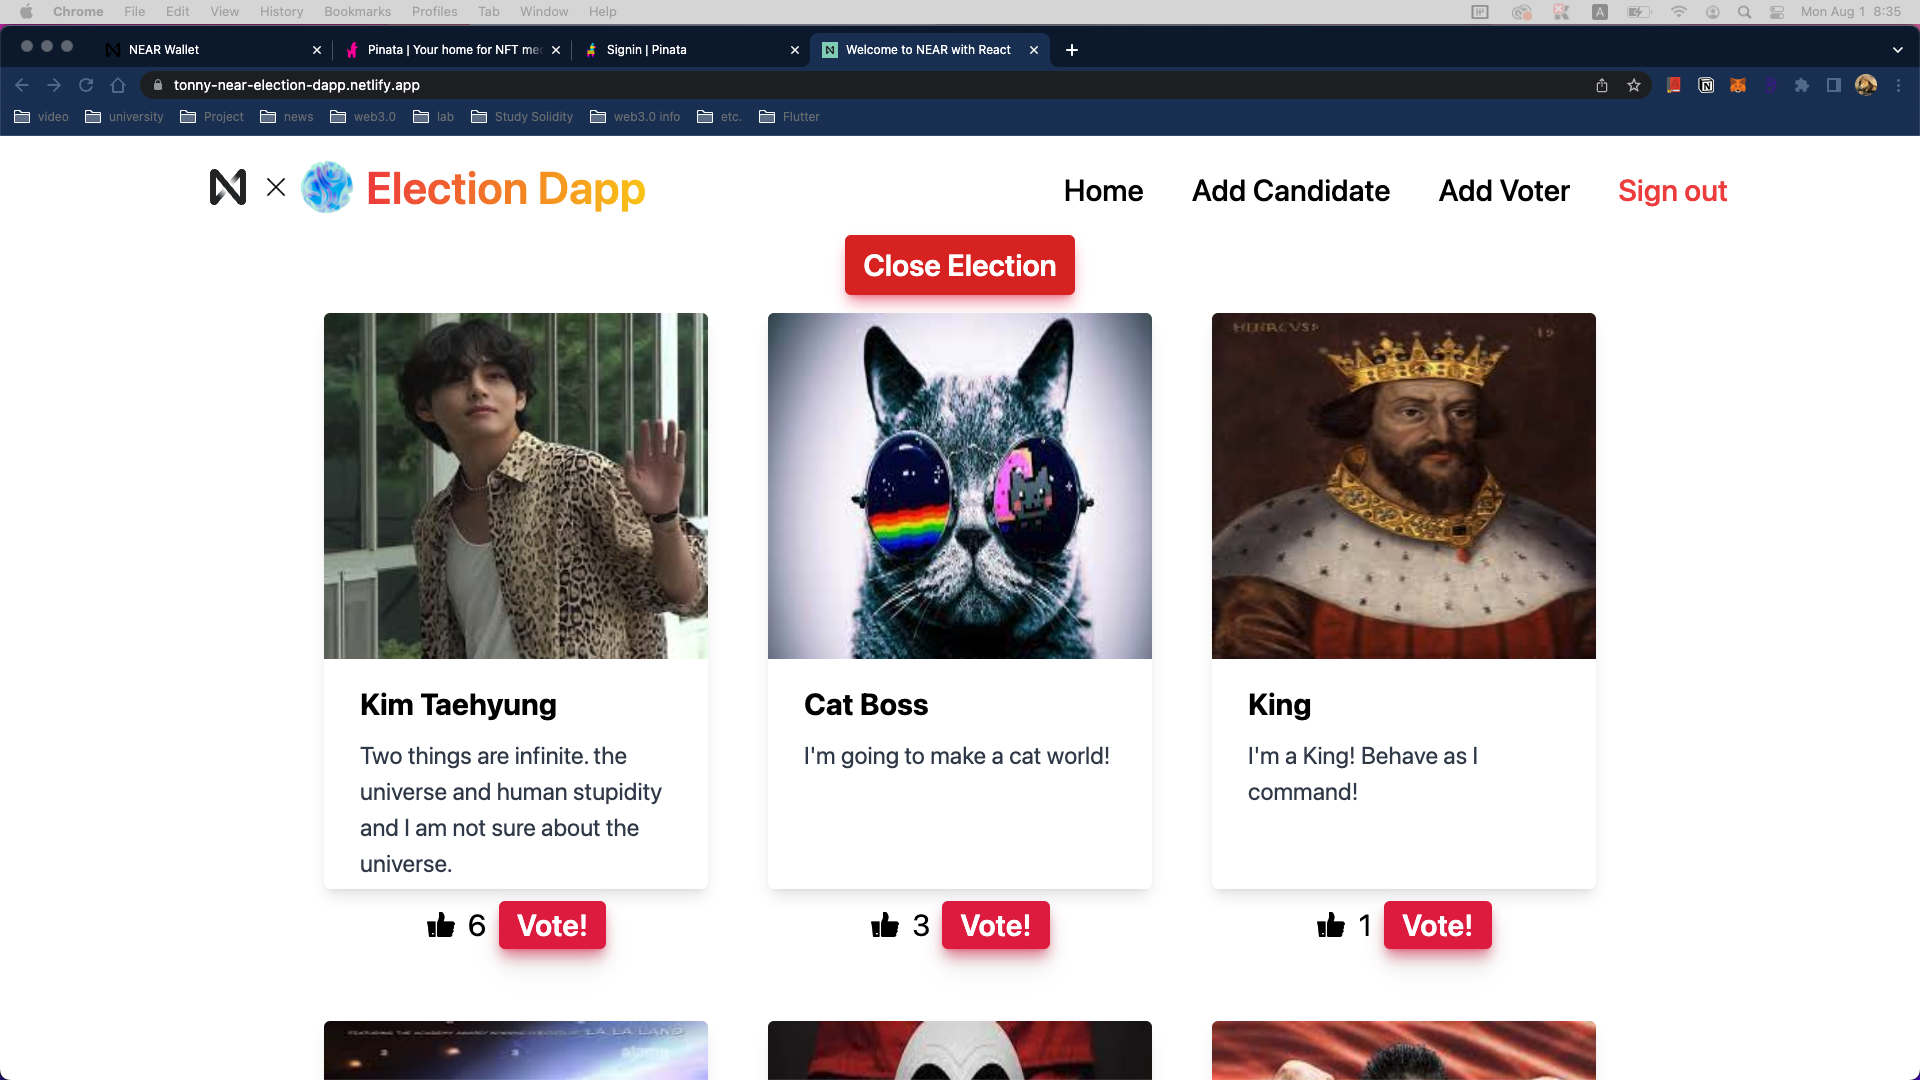 Chrome File Edit View History Bookmarks Profiles Tab Window Help A Mon Aug 1 8:35
NEAR Wallet Pinata | Your home for NFT me Signin | Pinata Welcome to NEAR with React
tonny-near-election-dapp.netlify.app
video university Project news web3.0 lab Study Solidity web3.0 info etc. Flutter
Election Dapp Home Add Candidate Add Voter Sign out
Close Election
Kim Taehyung
Two things are infinite. the
universe and human stupidity
and I am not sure about the
universe.
6 Vote!
Cat Boss
I'm going to make a cat world!
3 Vote!
King
I'm a King! Behave as I
command!
1 Vote!
LA LA LAND